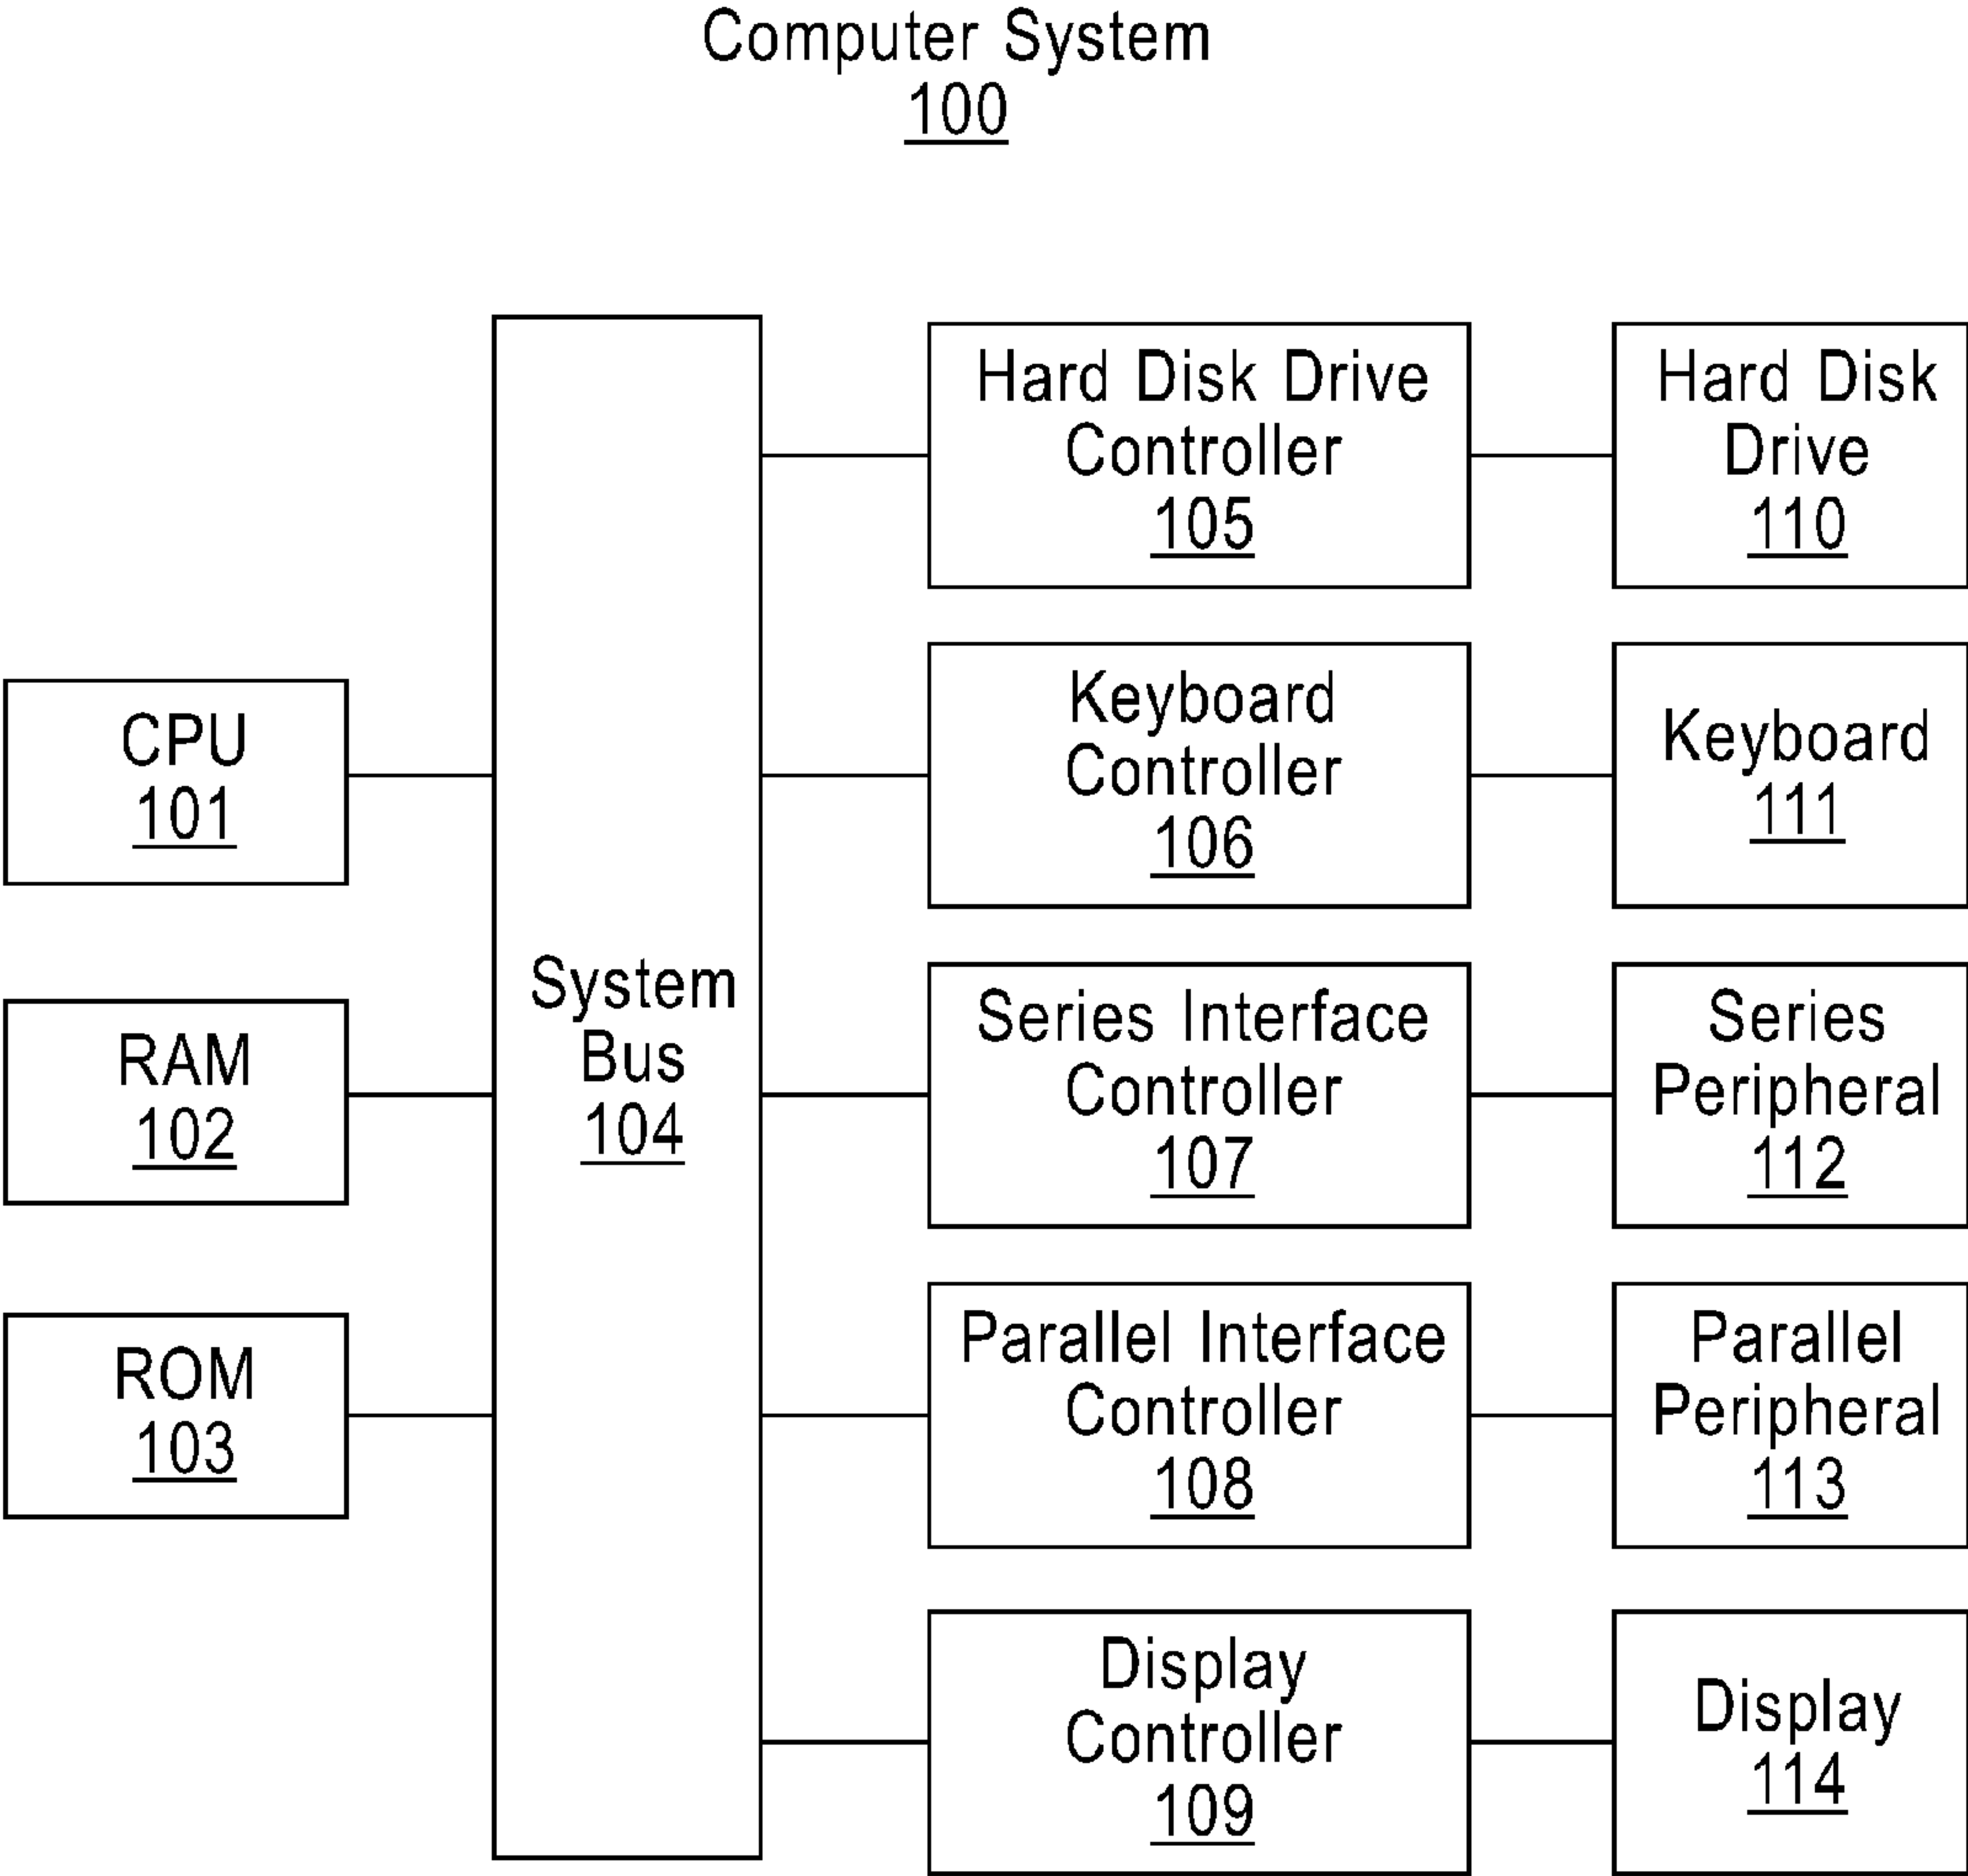 Computer System
100
CPU
101
RAM
102
ROM
103
System
Bus
104
Hard Disk Drive
Controller
105
Hard Disk
Drive
110
Keyboard
Controller
106
Keyboard
111
Series Interface
Controller
107
Series
Peripheral
112
Parallel Interface
Controller
108
Parallel
Peripheral
113
Display
Controller
109
Display
114